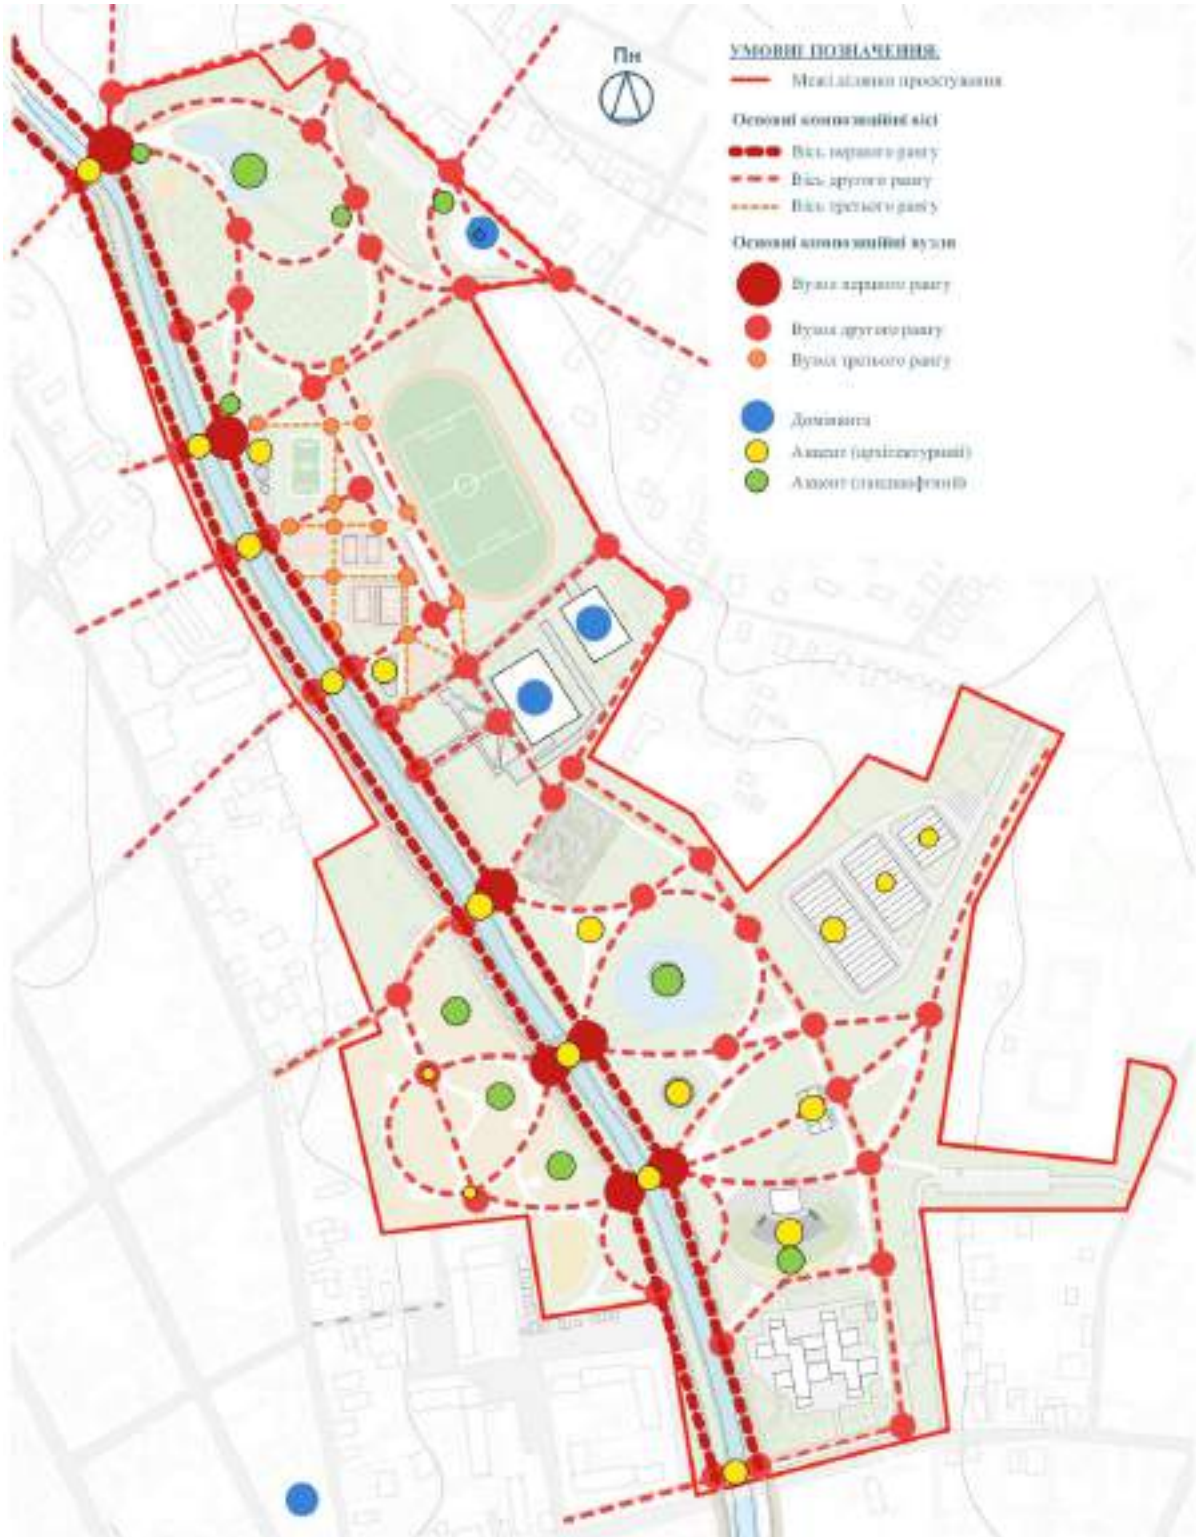 Пн
УМОВНІ ПОЗНАЧЕННЯ:
Межі ділянки проєктування
Основні композиційні вісі
Вісь першого рангу
Вісь другого рангу
Вісь третього рангу
Основні композиційні вузли
Вузол першого рангу
Вузол другого рангу
Вузол третього рангу
Домінанта
Акцент (архітектурний)
Акцент (ландшафтний)